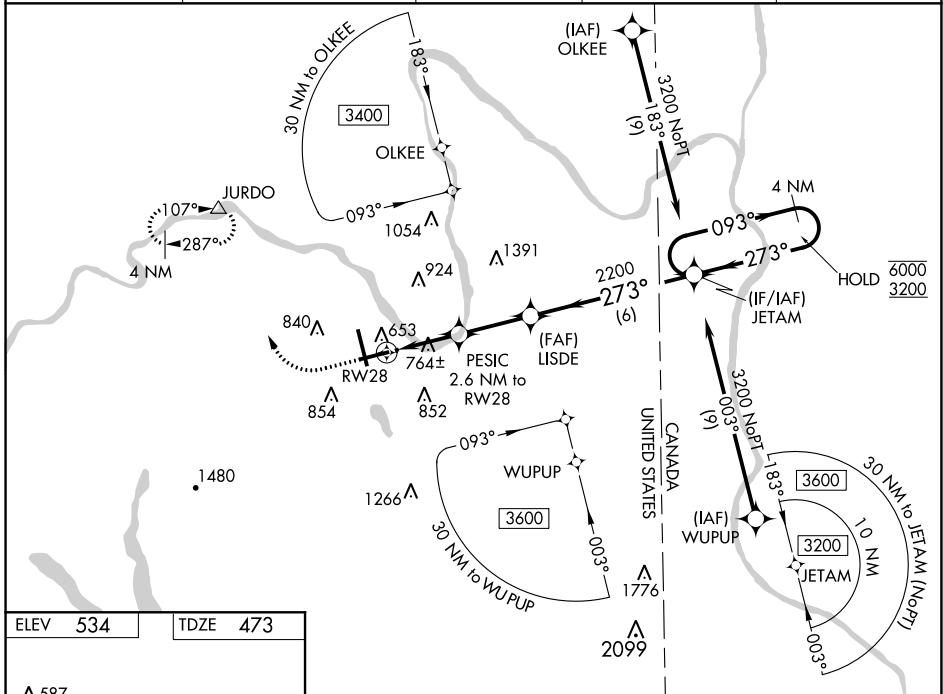 (IAF)
OLKEE
30 NM to OLKEE
183°
3400
OLKEE
093°
3200 NoPT
183°
(9)
JURDO
107°
287°
4 NM
1054
1391
924
4 NM
093°
273°
HOLD
6000
3200
2200
273°
(6)
(IF/IAF)
JETAM
840
653
764±
(FAF)
LISDE
PESIC
2.6 NM to
RW28
RW28
854
852
3200 NoPT
003°
(9)
CANADA
UNITED STATES
093°
WUPUP
3600
003°
30 NM to WUPUP
1480
1266
(IAF)
WUPUP
183°
3600
30 NM to JETAM (NoPT)
10 NM
3200
JETAM
003°
1776
2099
ELEV 534
TDZE 473
587